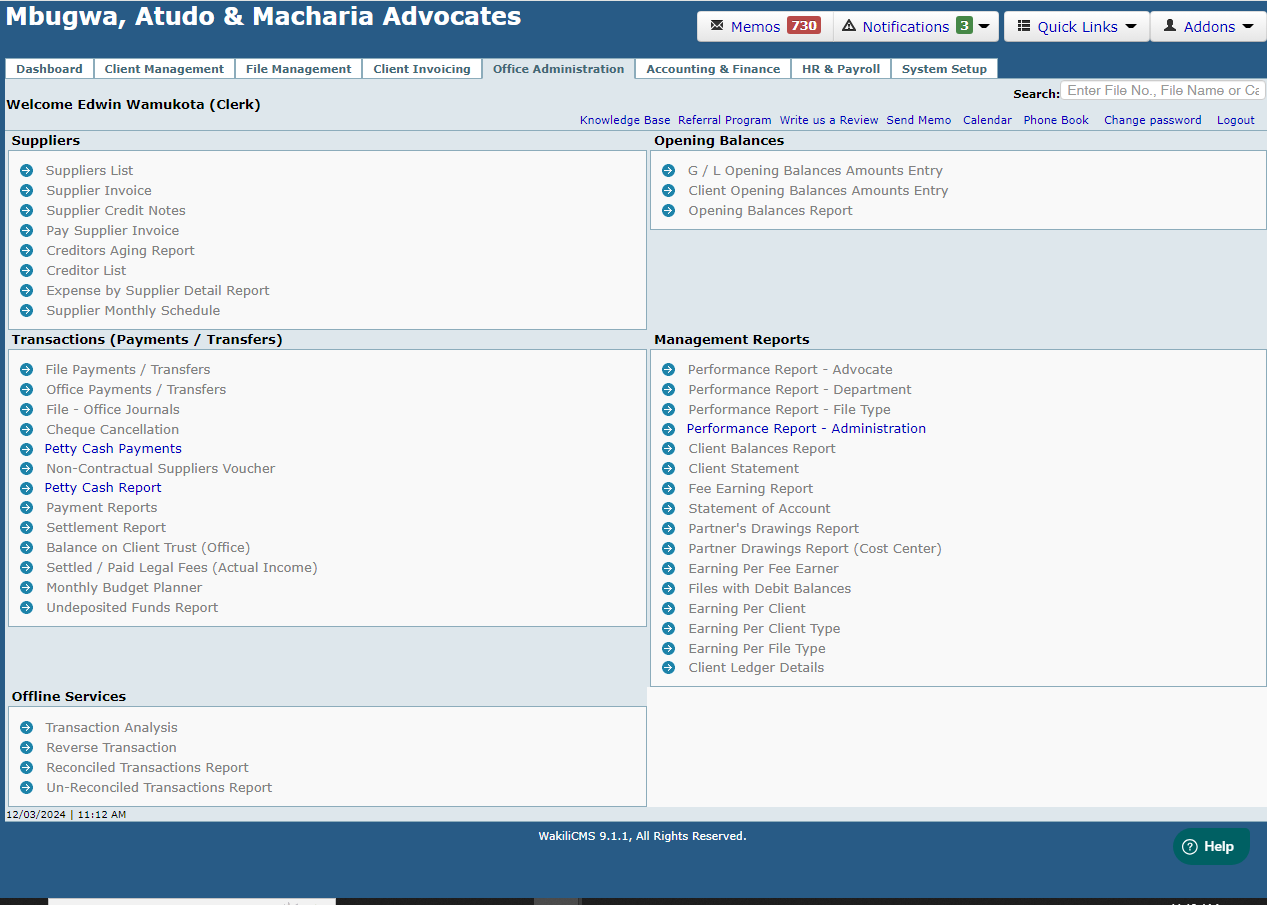 Mbugwa, Atudo & Macharia Advocates
Memos 730 Notifications 3 Quick Links Addons
Dashboard Client Management File Management Client Invoicing Office Administration Accounting & Finance HR & Payroll System Setup
Search: Enter File No., File Name or Ca
Welcome Edwin Wamukota (Clerk)
Knowledge Base Referral Program Write us a Review Send Memo Calendar Phone Book Change password Logout
Suppliers
Suppliers List
Supplier Invoice
Supplier Credit Notes
Pay Supplier Invoice
Creditors Aging Report
Creditor List
Expense by Supplier Detail Report
Supplier Monthly Schedule
Opening Balances
G / L Opening Balances Amounts Entry
Client Opening Balances Amounts Entry
Opening Balances Report
Transactions (Payments / Transfers)
File Payments / Transfers
Office Payments / Transfers
File - Office Journals
Cheque Cancellation
Petty Cash Payments
Non-Contractual Suppliers Voucher
Petty Cash Report
Payment Reports
Settlement Report
Balance on Client Trust (Office)
Settled / Paid Legal Fees (Actual Income)
Monthly Budget Planner
Undeposited Funds Report
Management Reports
Performance Report - Advocate
Performance Report - Department
Performance Report - File Type
Performance Report - Administration
Client Balances Report
Client Statement
Fee Earning Report
Statement of Account
Partner's Drawings Report
Partner Drawings Report (Cost Center)
Earning Per Fee Earner
Files with Debit Balances
Earning Per Client
Earning Per Client Type
Earning Per File Type
Client Ledger Details
Offline Services
Transaction Analysis
Reverse Transaction
Reconciled Transactions Report
Un-Reconciled Transactions Report
12/03/2024 | 11:12 AM
WakiliCMS 9.1.1, All Rights Reserved.
Help